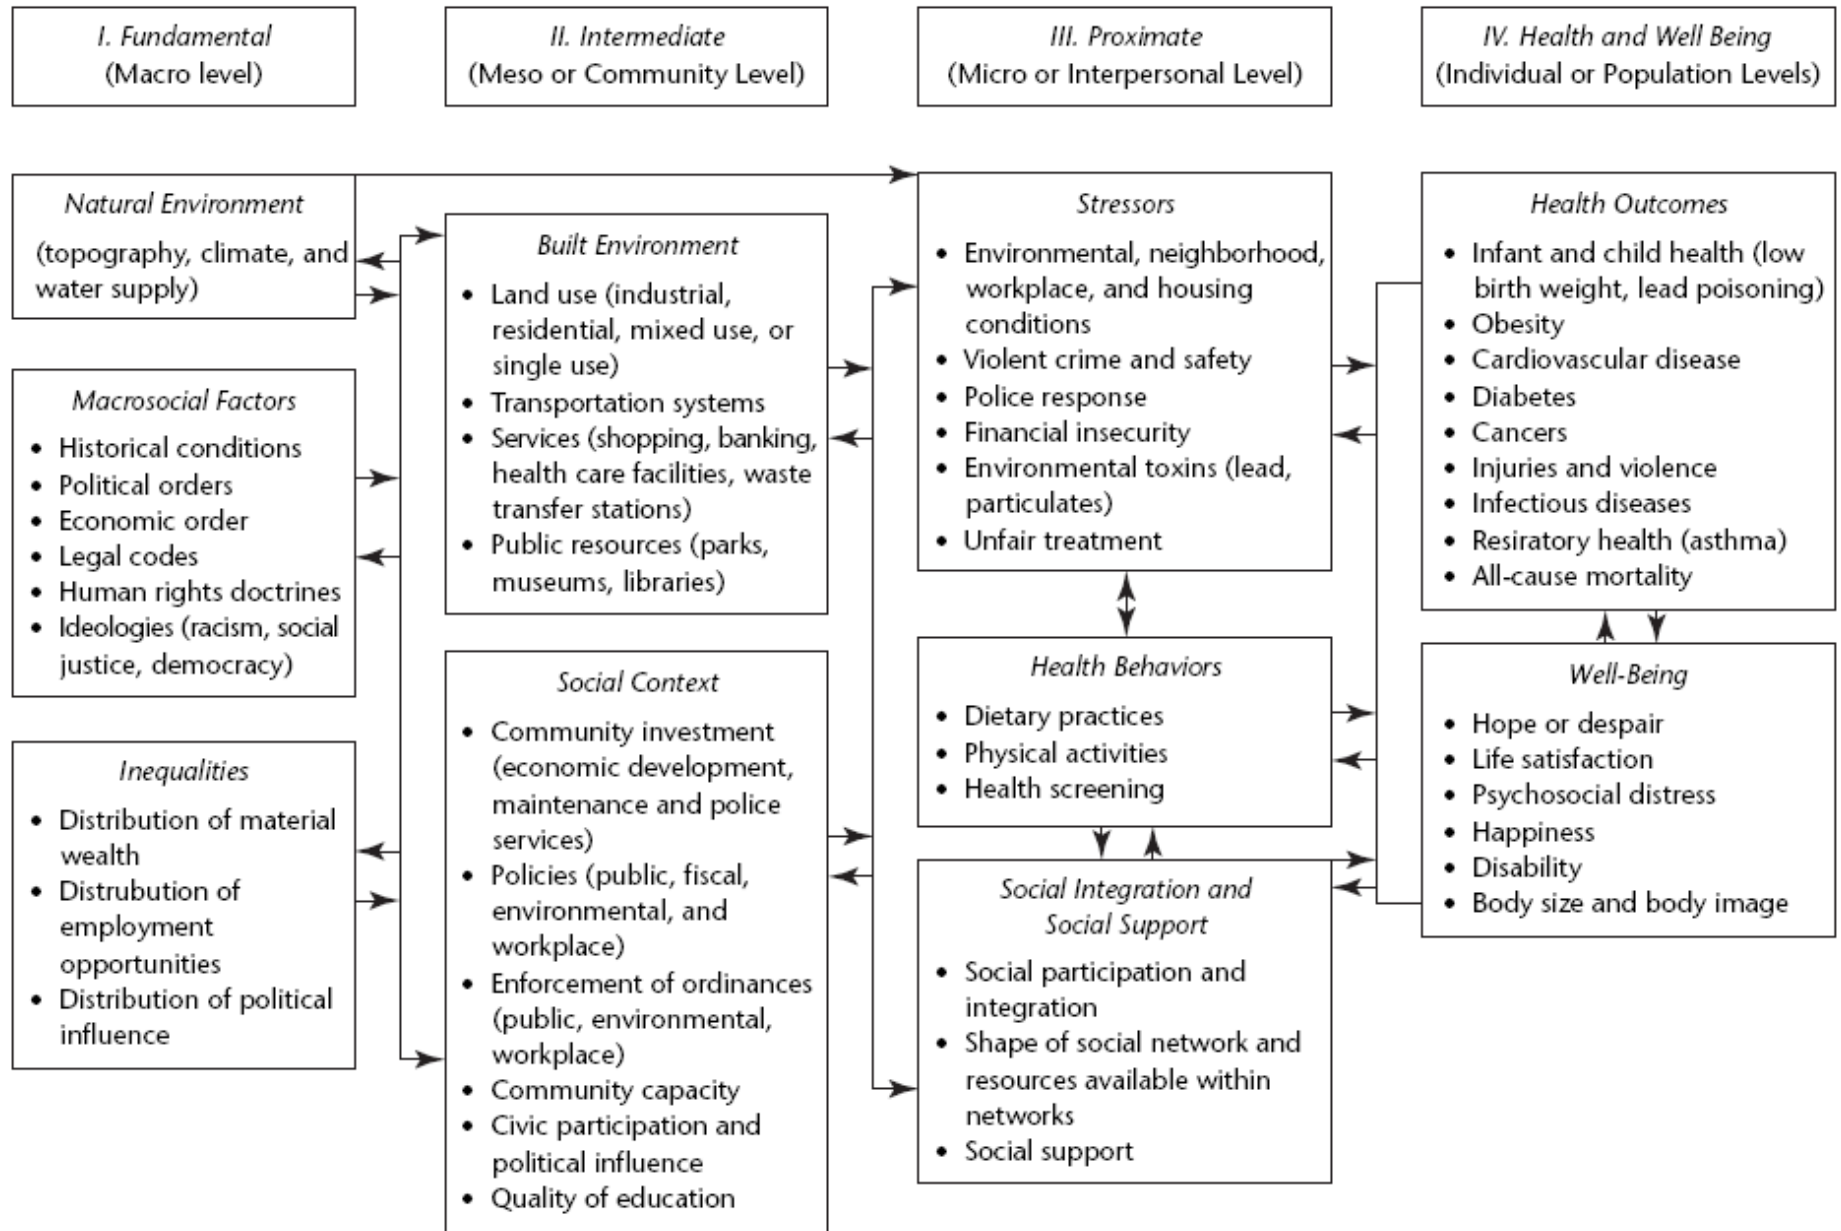 I. Fundamental
(Macro level)
II. Intermediate
(Meso or Community Level)
III. Proximate
(Micro or Interpersonal Level)
IV. Health and Well Being
(Individual or Population Levels)
Natural Environment
(topography, climate, and
water supply)
Macrosocial Factors
• Historical conditions
• Political orders
• Economic order
• Legal codes
• Human rights doctrines
• Ideologies (racism, social
justice, democracy)
Inequalities
• Distribution of material
wealth
• Distrubution of
employment
opportunities
• Distribution of political
influence
Built Environment
• Land use (industrial,
residential, mixed use, or
single use)
• Transportation systems
• Services (shopping, banking,
health care facilities, waste
transfer stations)
• Public resources (parks,
museums, libraries)
Social Context
• Community investment
(economic development,
maintenance and police
services)
• Policies (public, fiscal,
environmental, and
workplace)
• Enforcement of ordinances
(public, environmental,
workplace)
• Community capacity
• Civic participation and
political influence
• Quality of education
Stressors
• Environmental, neighborhood,
workplace, and housing
conditions
• Violent crime and safety
• Police response
• Financial insecurity
• Environmental toxins (lead,
particulates)
• Unfair treatment
Health Behaviors
• Dietary practices
• Physical activities
• Health screening
Social Integration and
Social Support
• Social participation and
integration
• Shape of social network and
resources available within
networks
• Social support
Health Outcomes
• Infant and child health (low
birth weight, lead poisoning)
• Obesity
• Cardiovascular disease
• Diabetes
• Cancers
• Injuries and violence
• Infectious diseases
• Resiratory health (asthma)
• All-cause mortality
Well-Being
• Hope or despair
• Life satisfaction
• Psychosocial distress
• Happiness
• Disability
• Body size and body image